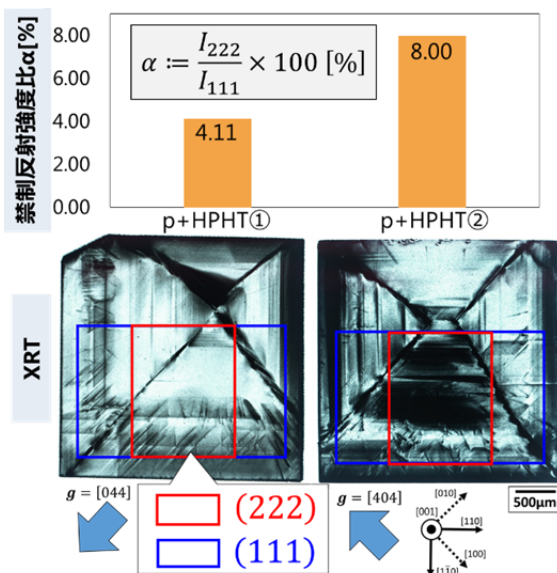 禁制反射強度比α[%]
8.00
6.00
4.00
2.00
0.00
α := I₂₂₂ / I₁₁₁ × 100 [%]
4.11
8.00
p+HPHT①
p+HPHT②
XRT
g = [044]
g = [404]
(222)
(111)
[010]
[001]
[110]
[100]
[11̄0]
500μm